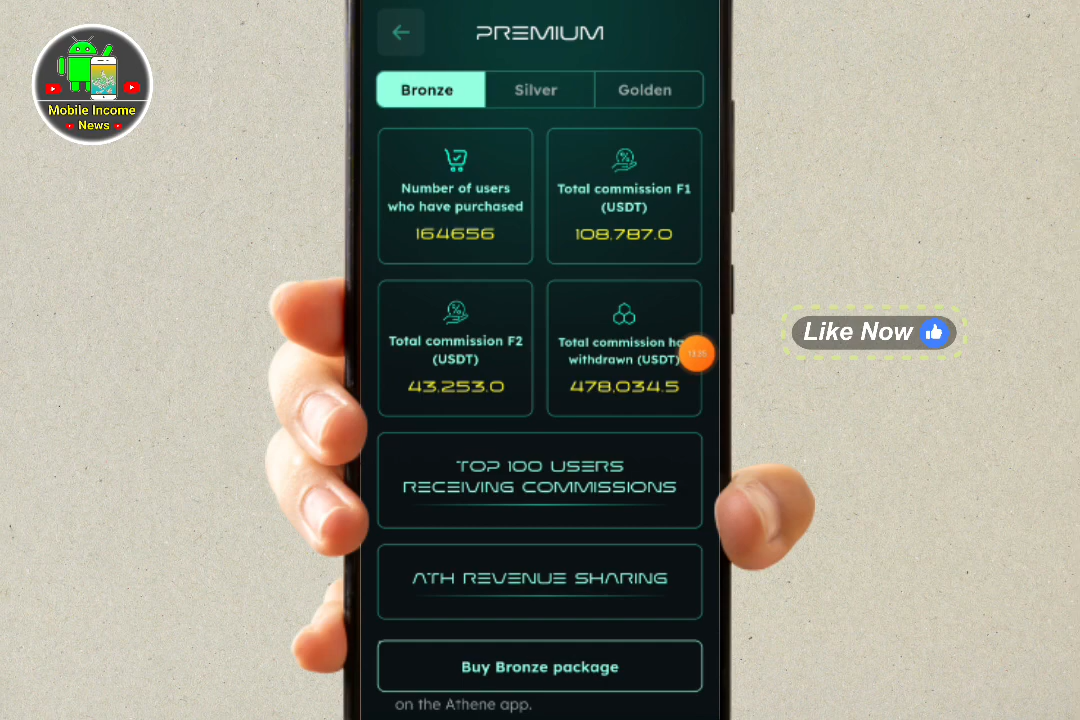 Mobile Income
News
PREMIUM
Bronze
Silver
Golden
Number of users
who have purchased
164656
Total commission F1
(USDT)
108,787.0
Total commission F2
(USDT)
43,253.0
Total commission
withdrawn (USDT)
478,034.5
TOP 100 USERS
RECEIVING COMMISSIONS
ATH REVENUE SHARING
Buy Bronze package
on the Athene app.
Like Now